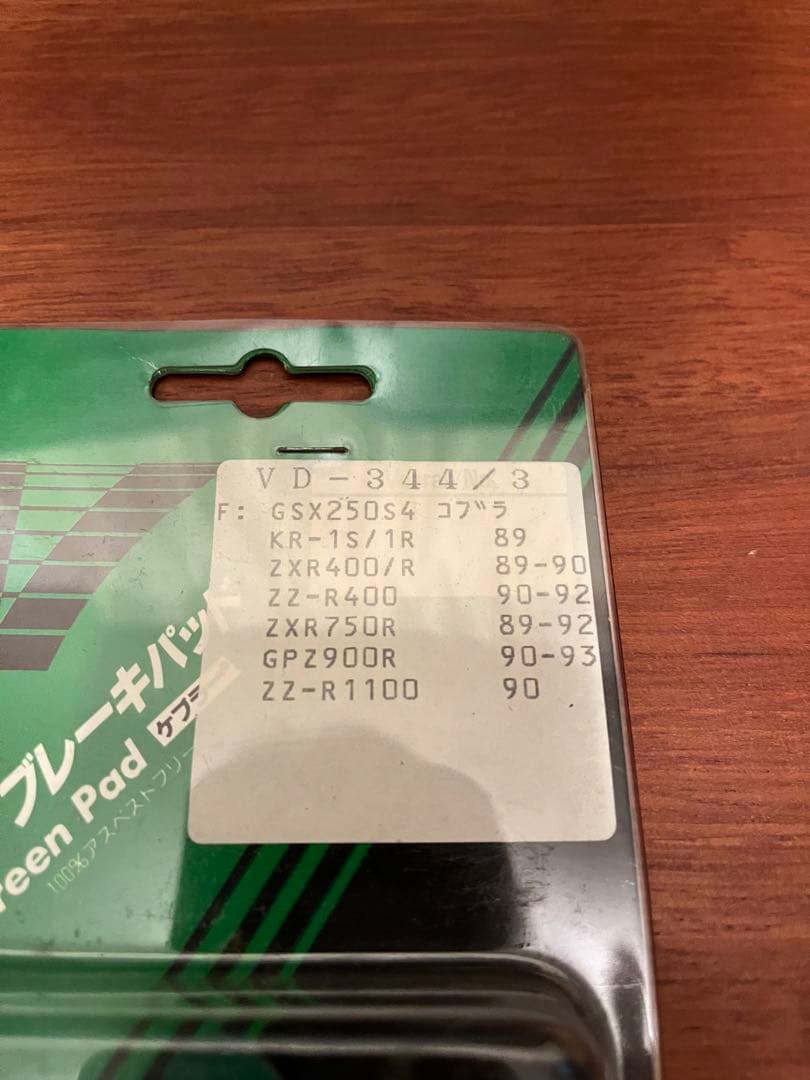 VD-344/3
F: GSX250S4 コブラ
KR-1S/1R 89
ZXR400/R 89-90
ZZ-R400 90-92
ZXR750R 89-92
GPZ900R 90-93
ZZ-R1100 90
ブレーキパッド
reen Pad ケブラー
100%アスベストフリー